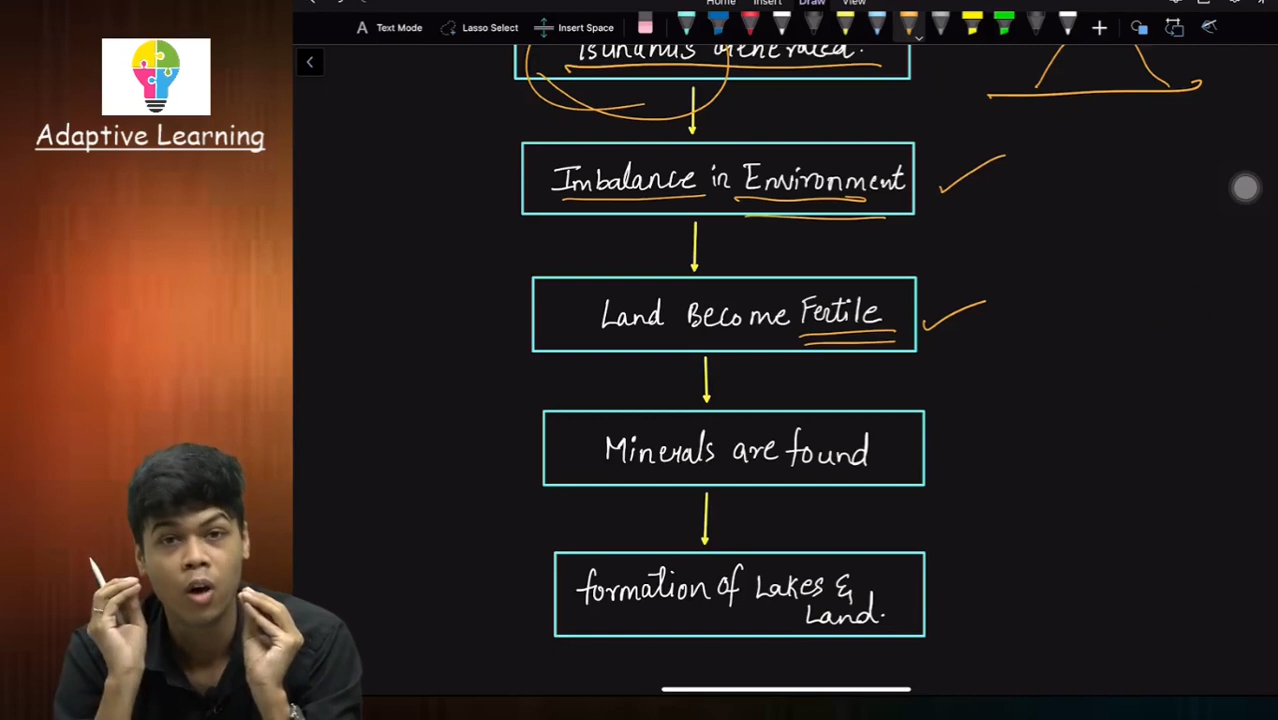 Home Insert Draw View
Text Mode Lasso Select Insert Space
Tsunamis Generated.
Adaptive Learning
Imbalance in Environment
Land Become Fertile
Minerals are found
formation of Lakes &
Land.